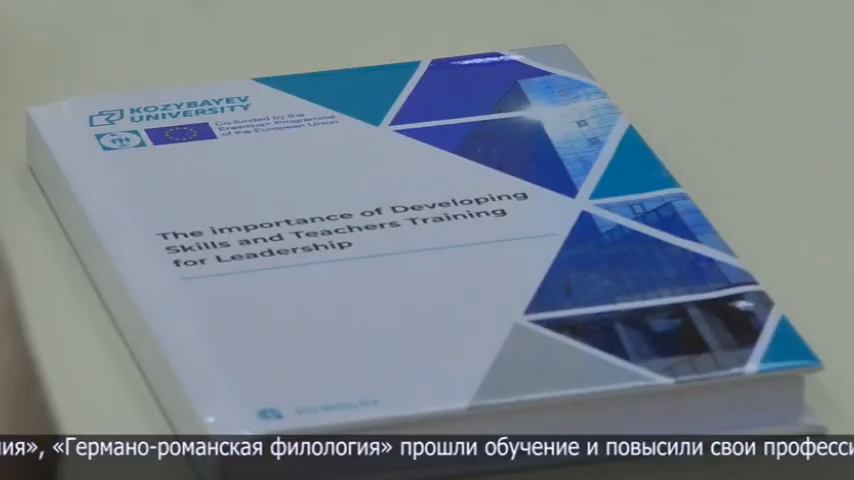 KOZYBAYEV
UNIVERSITY
Co-funded by the
Erasmus+ Programme
of the European Union
The importance of Developing
Skills and Teachers Training
for Leadership
ия», «Германо-романская филология» прошли обучение и повысили свои професси